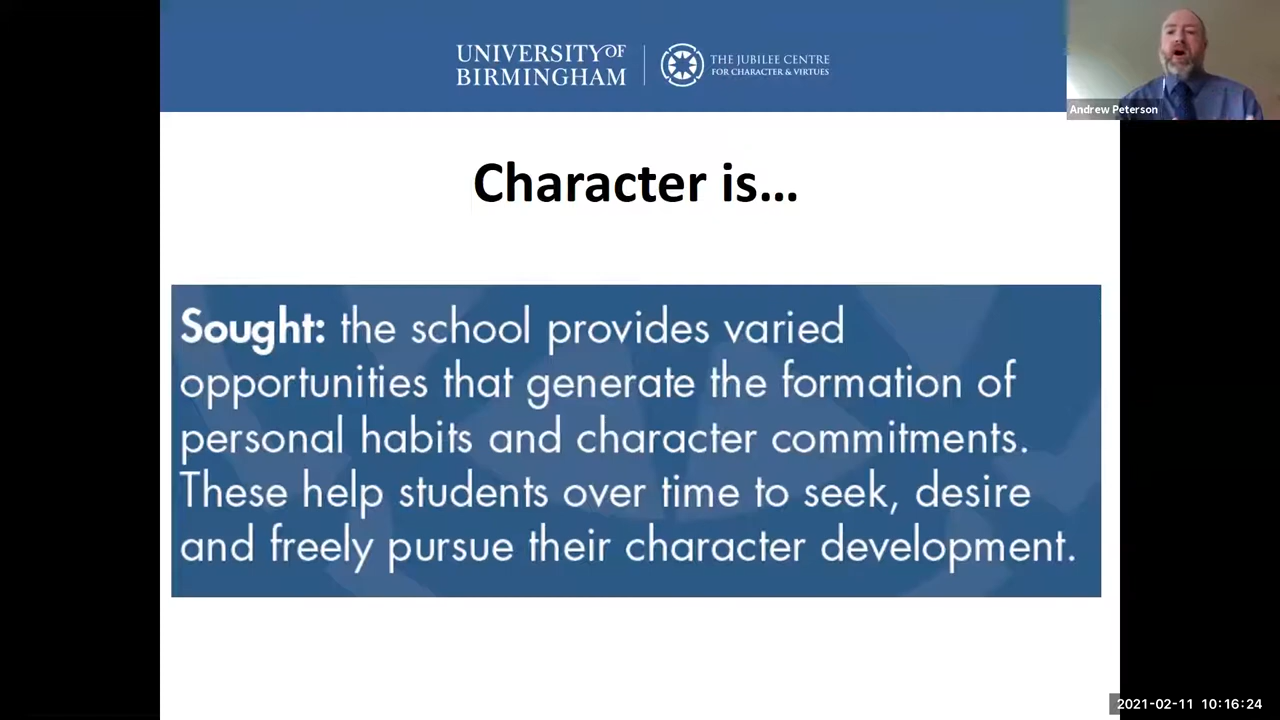 UNIVERSITY OF
BIRMINGHAM
THE JUBILEE CENTRE
FOR CHARACTER & VIRTUES
Andrew Peterson
Character is...
Sought: the school provides varied
opportunities that generate the formation of
personal habits and character commitments.
These help students over time to seek, desire
and freely pursue their character development.
2021-02-11 10:16:24